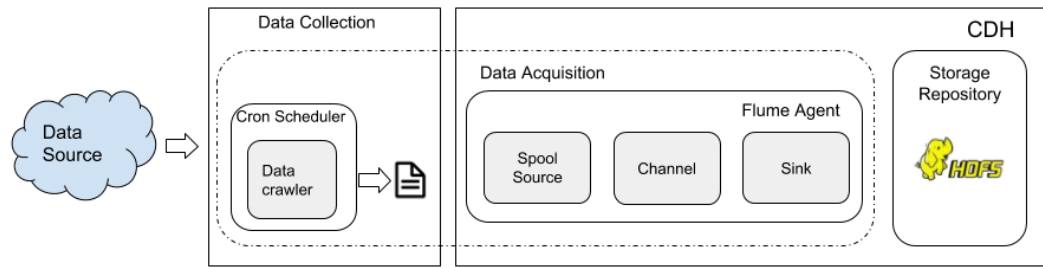 Data Collection
CDH
Data Acquisition
Storage
Repository
Cron Scheduler
Flume Agent
Data
Source
Data
crawler
Spool
Source
Channel
Sink
HDFS